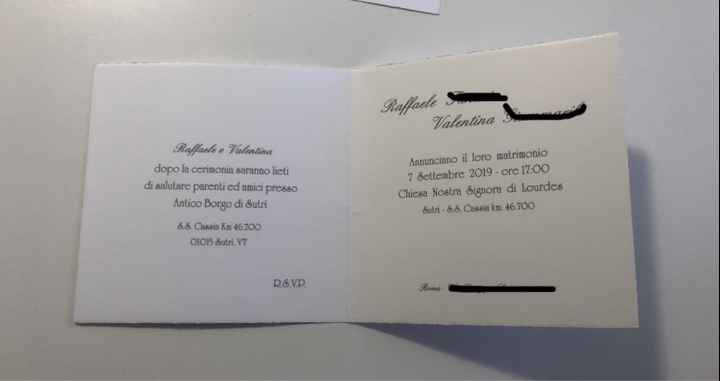 Raffaele e Valentina
dopo la cerimonia saranno lieti
di salutare parenti ed amici presso
Antico Borgo di Sutri
S.S. Cassia Km 46.700
01015 Sutri, VT
R.S.V.P.
Raffaele
Valentina
Annunciano il loro matrimonio
7 Settembre 2019 - ore 17:00
Chiesa Nostra Signora di Lourdes
Sutri - S.S. Cassia km. 46.700
Roma -